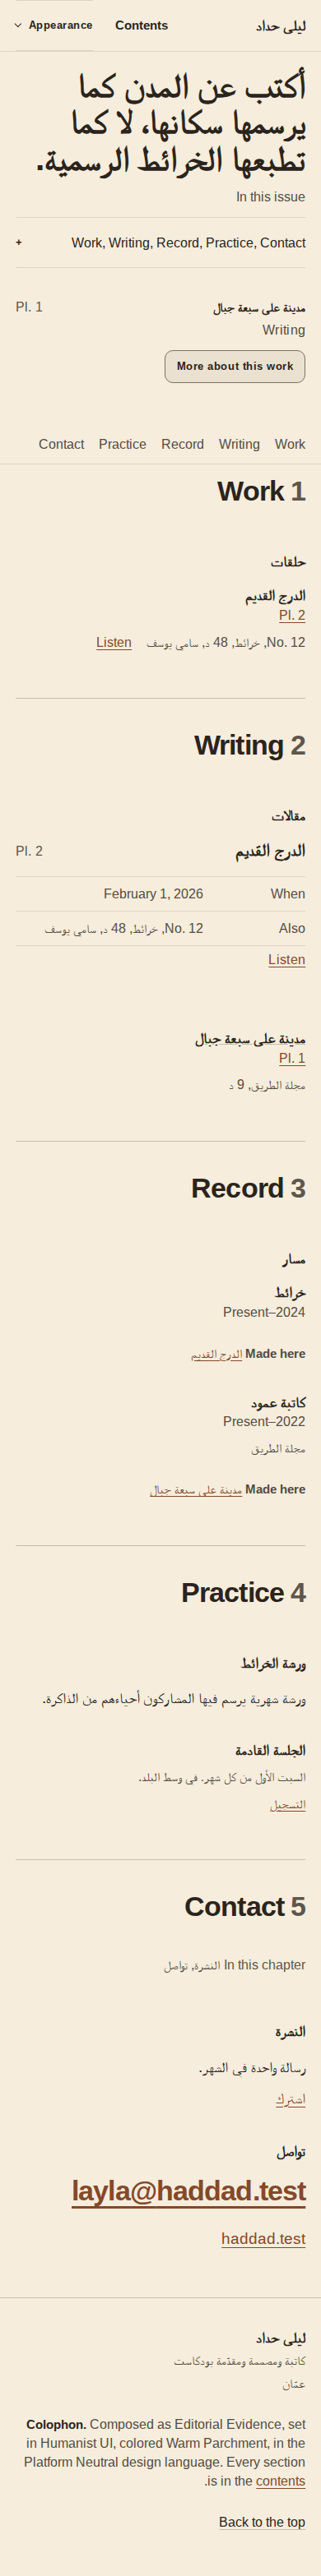 ليلى حداد
Contents
Appearance
أكتب عن المدن كما
يرسمها سكانها، لا كما
تطبعها الخرائط الرسمية.
In this issue
Work, Writing, Record, Practice, Contact
+
مدينة على سبعة جبال
Pl. 1
Writing
More about this work
Work Writing Record Practice Contact
1 Work
حلقات
الدرج القديم
Pl. 2
No. 12, خرائط, 48 د, سامي يوسف Listen
2 Writing
مقالات
الدرج القديم
Pl. 2
When February 1, 2026
Also No. 12, خرائط, 48 د, سامي يوسف
Listen
مدينة على سبعة جبال
Pl. 1
مجلة الطريق, 9 د
3 Record
مسار
خرائط
2024–Present
Made here الدرج القديم
كاتبة عمود
2022–Present
مجلة الطريق
Made here مدينة على سبعة جبال
4 Practice
ورشة الخرائط
ورشة شهرية يرسم فيها المشاركون أحياءهم من الذاكرة.
الجلسة القادمة
السبت الأول من كل شهر، في وسط البلد.
التسجيل
5 Contact
In this chapter النشرة, تواصل
النشرة
رسالة واحدة في الشهر.
اشترك
تواصل
layla@haddad.test
haddad.test
ليلى حداد
كاتبة ومصممة ومقدّمة بودكاست
عمّان
Colophon. Composed as Editorial Evidence, set
in Humanist UI, colored Warm Parchment, in the
Platform Neutral design language. Every section
is in the contents.
Back to the top